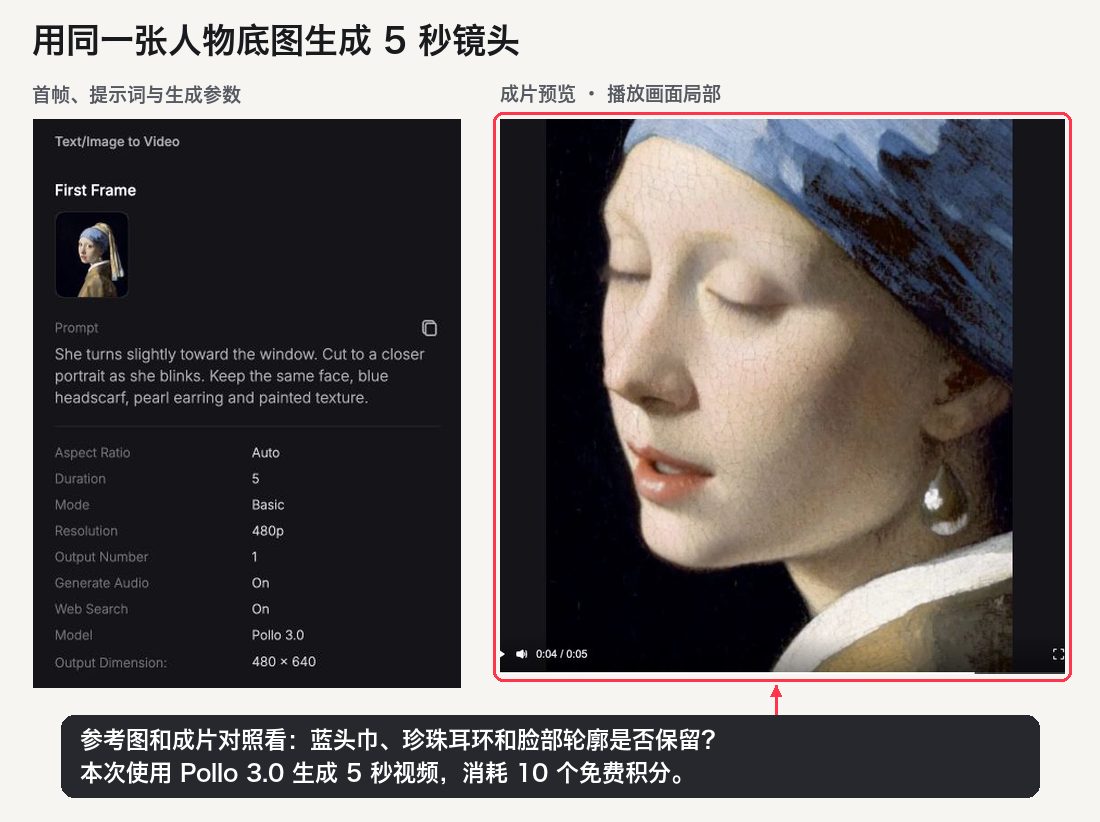 用同一张人物底图生成 5 秒镜头
首帧、提示词与生成参数
Text/Image to Video
First Frame
Prompt
She turns slightly toward the window. Cut to a closer
portrait as she blinks. Keep the same face, blue
headscarf, pearl earring and painted texture.
Aspect Ratio Auto
Duration 5
Mode Basic
Resolution 480p
Output Number 1
Generate Audio On
Web Search On
Model Pollo 3.0
Output Dimension: 480 × 640
成片预览 · 播放画面局部
0:04 / 0:05
参考图和成片对照看：蓝头巾、珍珠耳环和脸部轮廓是否保留？
本次使用 Pollo 3.0 生成 5 秒视频，消耗 10 个免费积分。